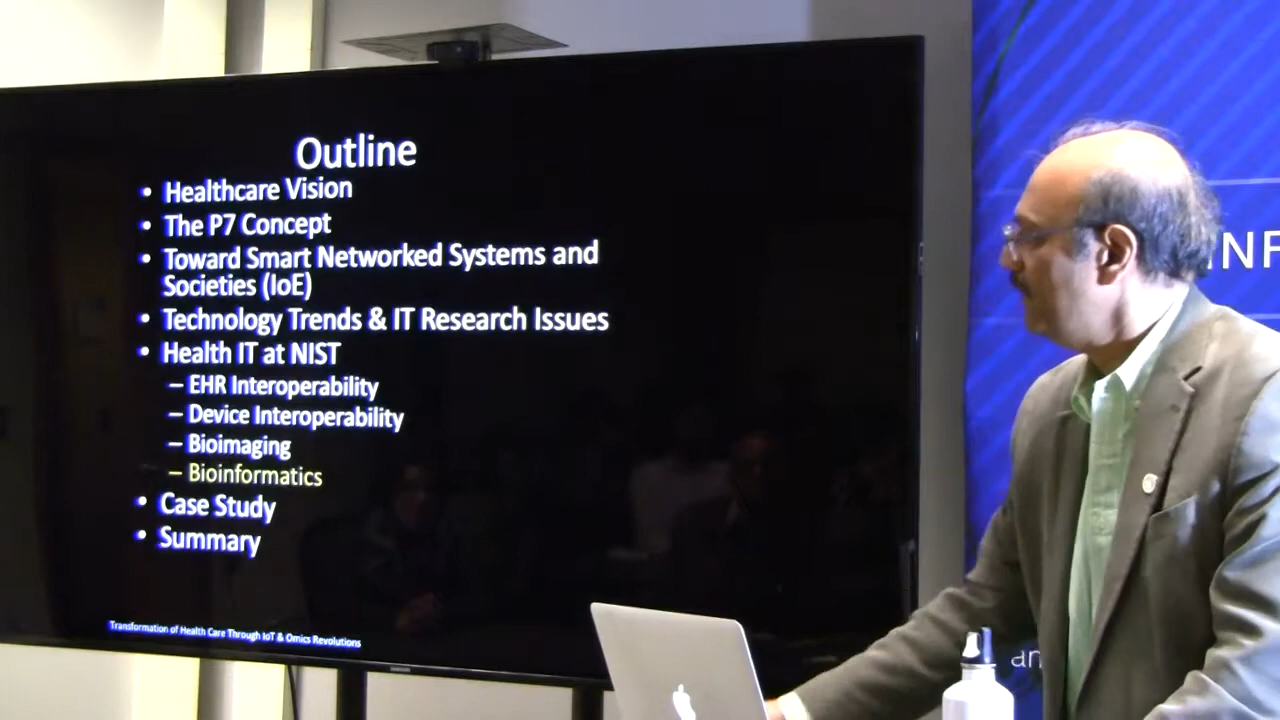 Outline
• Healthcare Vision
• The P7 Concept
• Toward Smart Networked Systems and
Societies (IoE)
• Technology Trends & IT Research Issues
• Health IT at NIST
– EHR Interoperability
– Device Interoperability
– Bioimaging
– Bioinformatics
• Case Study
• Summary
Transformation of Health Care Through IoT & Omics Revolutions
SAMSUNG
INF
an